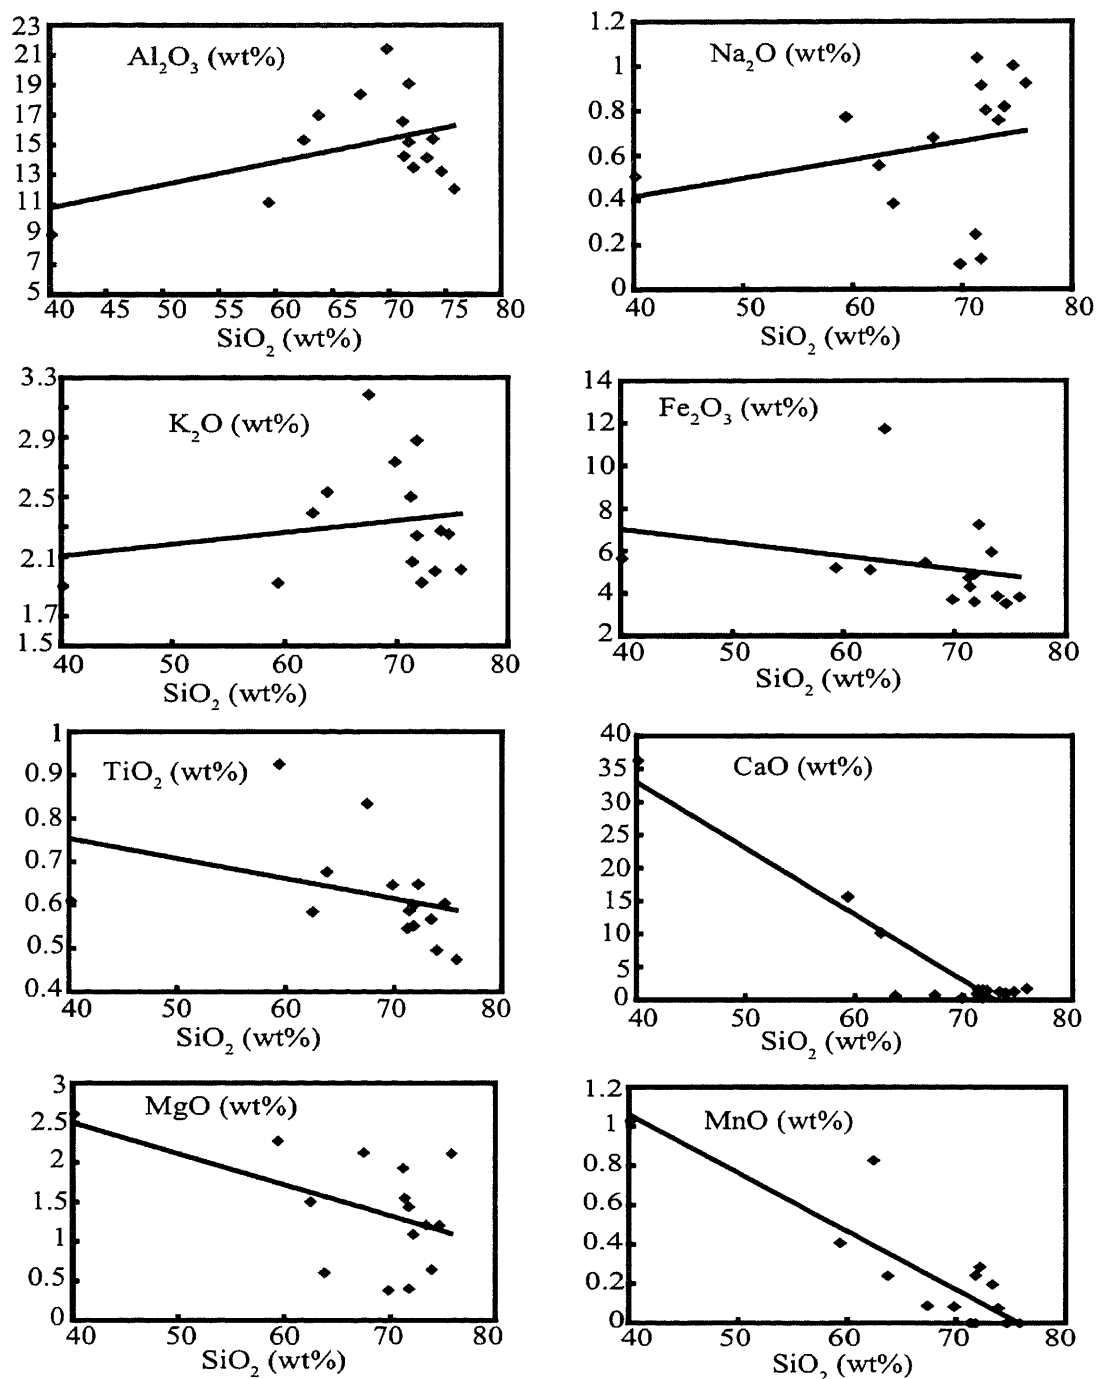 Al₂O₃ (wt%)
23
21
19
17
15
13
11
9
7
5
40 45 50 55 60 65 70 75 80
SiO₂ (wt%)
Na₂O (wt%)
1.2
1
0.8
0.6
0.4
0.2
0
40 50 60 70 80
SiO₂ (wt%)
K₂O (wt%)
3.3
2.9
2.5
2.1
1.7
1.5
40 50 60 70 80
SiO₂ (wt%)
Fe₂O₃ (wt%)
14
12
10
8
6
4
2
40 50 60 70 80
SiO₂ (wt%)
TiO₂ (wt%)
1
0.9
0.8
0.7
0.6
0.5
0.4
40 50 60 70 80
SiO₂ (wt%)
CaO (wt%)
40
35
30
25
20
15
10
5
0
40 50 60 70 80
SiO₂ (wt%)
MgO (wt%)
3
2.5
2
1.5
1
0.5
0
40 50 60 70 80
SiO₂ (wt%)
MnO (wt%)
1.2
1
0.8
0.6
0.4
0.2
0
40 60 70 80
SiO₂ (wt%)